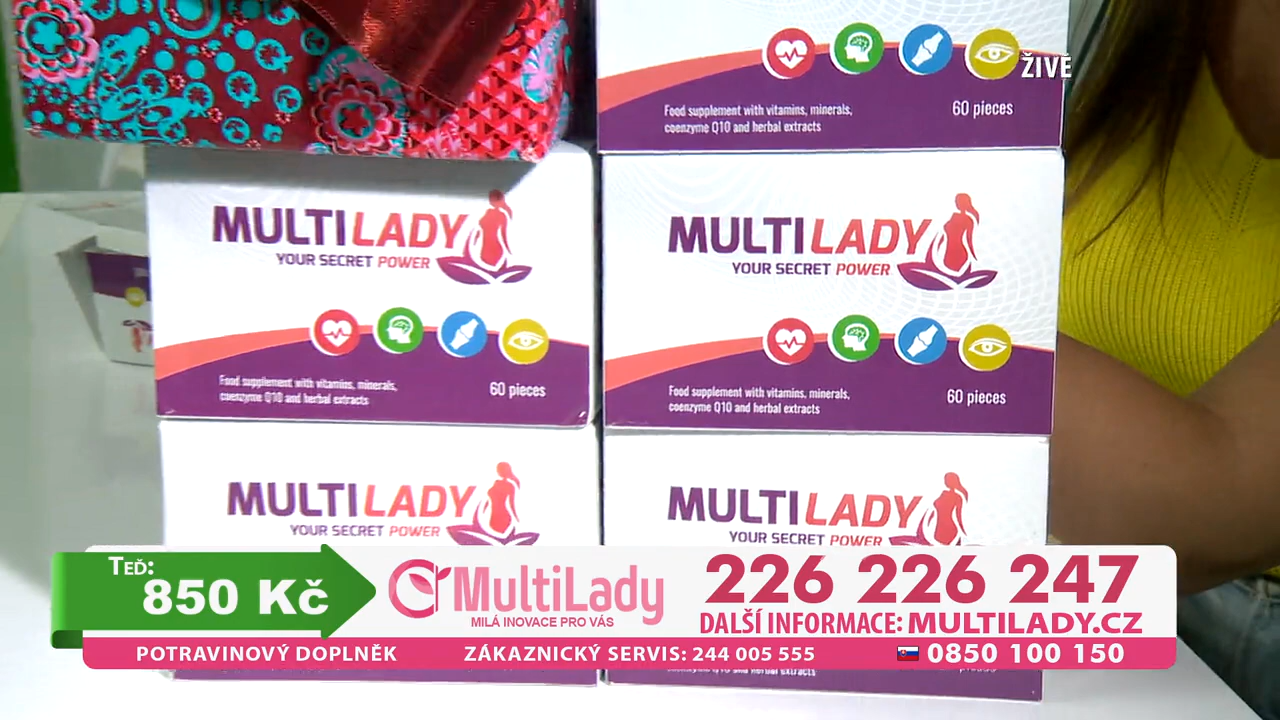 ŽIVĚ
Food supplement with vitamins, minerals,
coenzyme Q10 and herbal extracts
60 pieces
MULTILADY
YOUR SECRET POWER
Food supplement with vitamins, minerals,
coenzyme Q10 and herbal extracts
60 pieces
MULTILADY
YOUR SECRET POWER
Food supplement with vitamins, minerals,
coenzyme Q10 and herbal extracts
60 pieces
MULTILADY
YOUR SECRET POWER
MULTILADY
YOUR SECRET POWER
TEĎ:
850 Kč
MultiLady
MILÁ INOVACE PRO VÁS
226 226 247
DALŠÍ INFORMACE: MULTILADY.CZ
POTRAVINOVÝ DOPLNĚK
ZÁKAZNICKÝ SERVIS: 244 005 555
0850 100 150